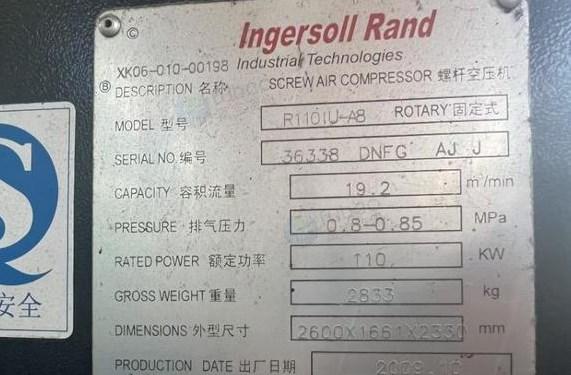 ©
Ingersoll Rand
Industrial Technologies
XK06-010-00198
® DESCRIPTION 名称 SCREW AIR COMPRESSOR 螺杆空压机
MODEL 型号 R110IU-A8 ROTARY 固定式
SERIAL NO.编号 36338 DNFG AJ J
CAPACITY 容积流量 19.2 m³/min
PRESSURE 排气压力 0.8-0.85 MPa
RATED POWER 额定功率 110 KW
GROSS WEIGHT 重量 2833 kg
DIMENSIONS 外型尺寸 2600X1661X2330 mm
PRODUCTION DATE 出厂日期
S
安全